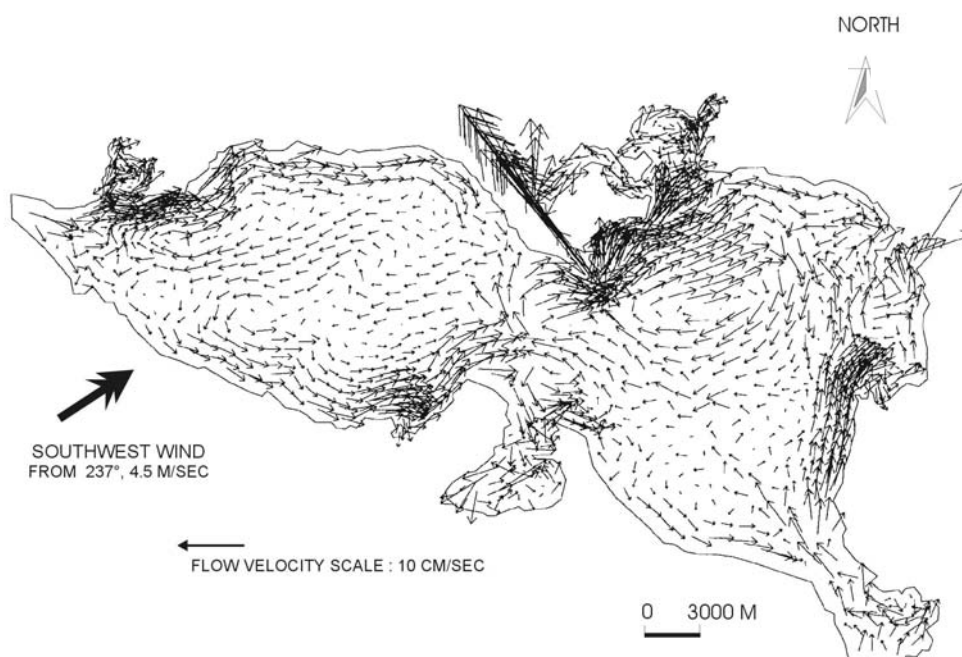 NORTH
SOUTHWEST WIND
FROM 237°, 4.5 M/SEC
FLOW VELOCITY SCALE : 10 CM/SEC
0 3000 M